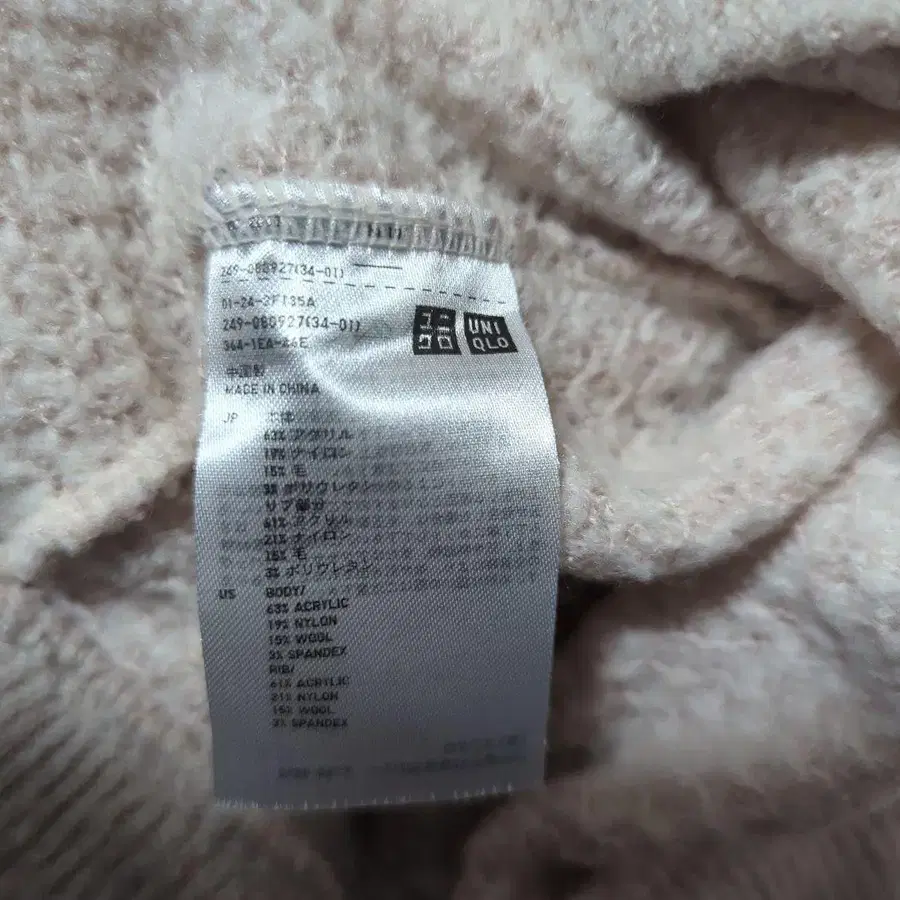 249-080927(34-01)
01-24-2F135A
249-080927(34-01)
344-1EA-46E
ユニ
クロ
UNI
QLO
中国製
MADE IN CHINA
JP 本体
63% アクリル
19% ナイロン
15% 毛
3% ポリウレタン
リブ部分
61% アクリル
21% ナイロン
15% 毛
3% ポリウレタン
US BODY/
63% ACRYLIC
19% NYLON
15% WOOL
3% SPANDEX
RIB/
61% ACRYLIC
21% NYLON
15% WOOL
3% SPANDEX